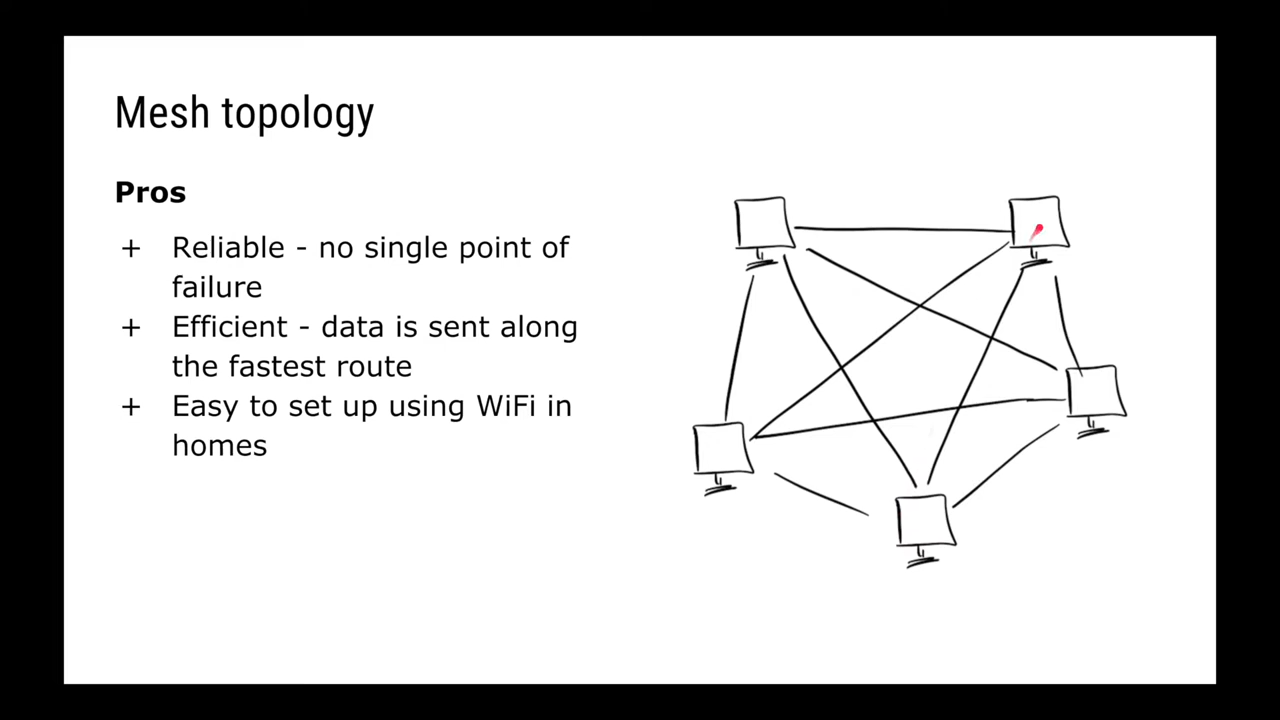 Mesh topology
Pros
+ Reliable - no single point of
failure
+ Efficient - data is sent along
the fastest route
+ Easy to set up using WiFi in
homes